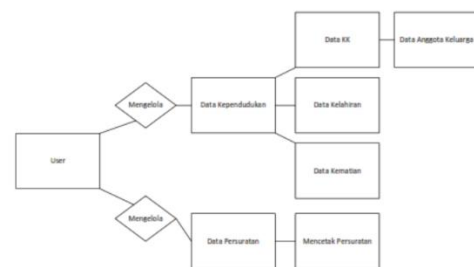 Data KK
Data Anggota Keluarga
Mengelola
Data Kependudukan
Data Kelahiran
User
Data Kematian
Mengelola
Data Persuratan
Mencetak Persuratan